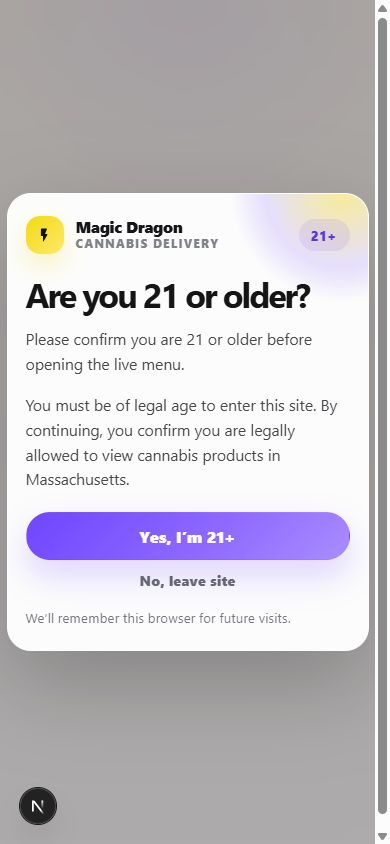 Magic Dragon
CANNABIS DELIVERY
21+
Are you 21 or older?
Please confirm you are 21 or older before
opening the live menu.
You must be of legal age to enter this site. By
continuing, you confirm you are legally
allowed to view cannabis products in
Massachusetts.
Yes, I’m 21+
No, leave site
We’ll remember this browser for future visits.
N